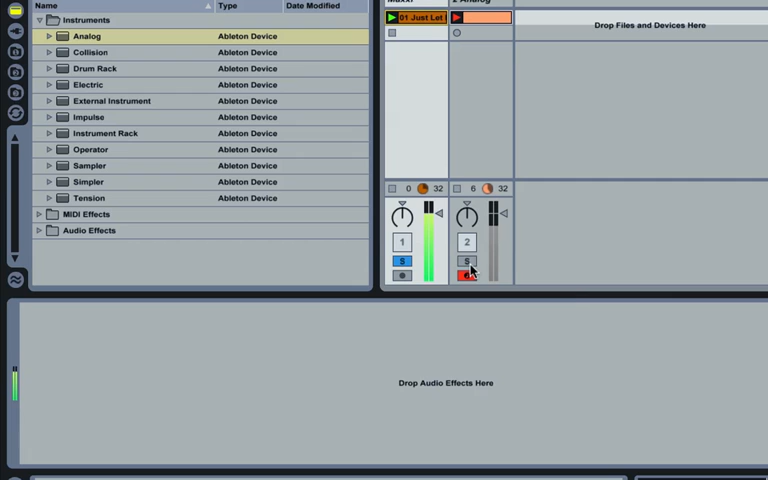 Name Type Date Modified
Instruments
Analog Ableton Device
Collision Ableton Device
Drum Rack Ableton Device
Electric Ableton Device
External Instrument Ableton Device
Impulse Ableton Device
Instrument Rack Ableton Device
Operator Ableton Device
Sampler Ableton Device
Simpler Ableton Device
Tension Ableton Device
MIDI Effects
Audio Effects
2 Analog
01 Just Let I
Drop Files and Devices Here
0 32 6 32
1 2
S S
Drop Audio Effects Here